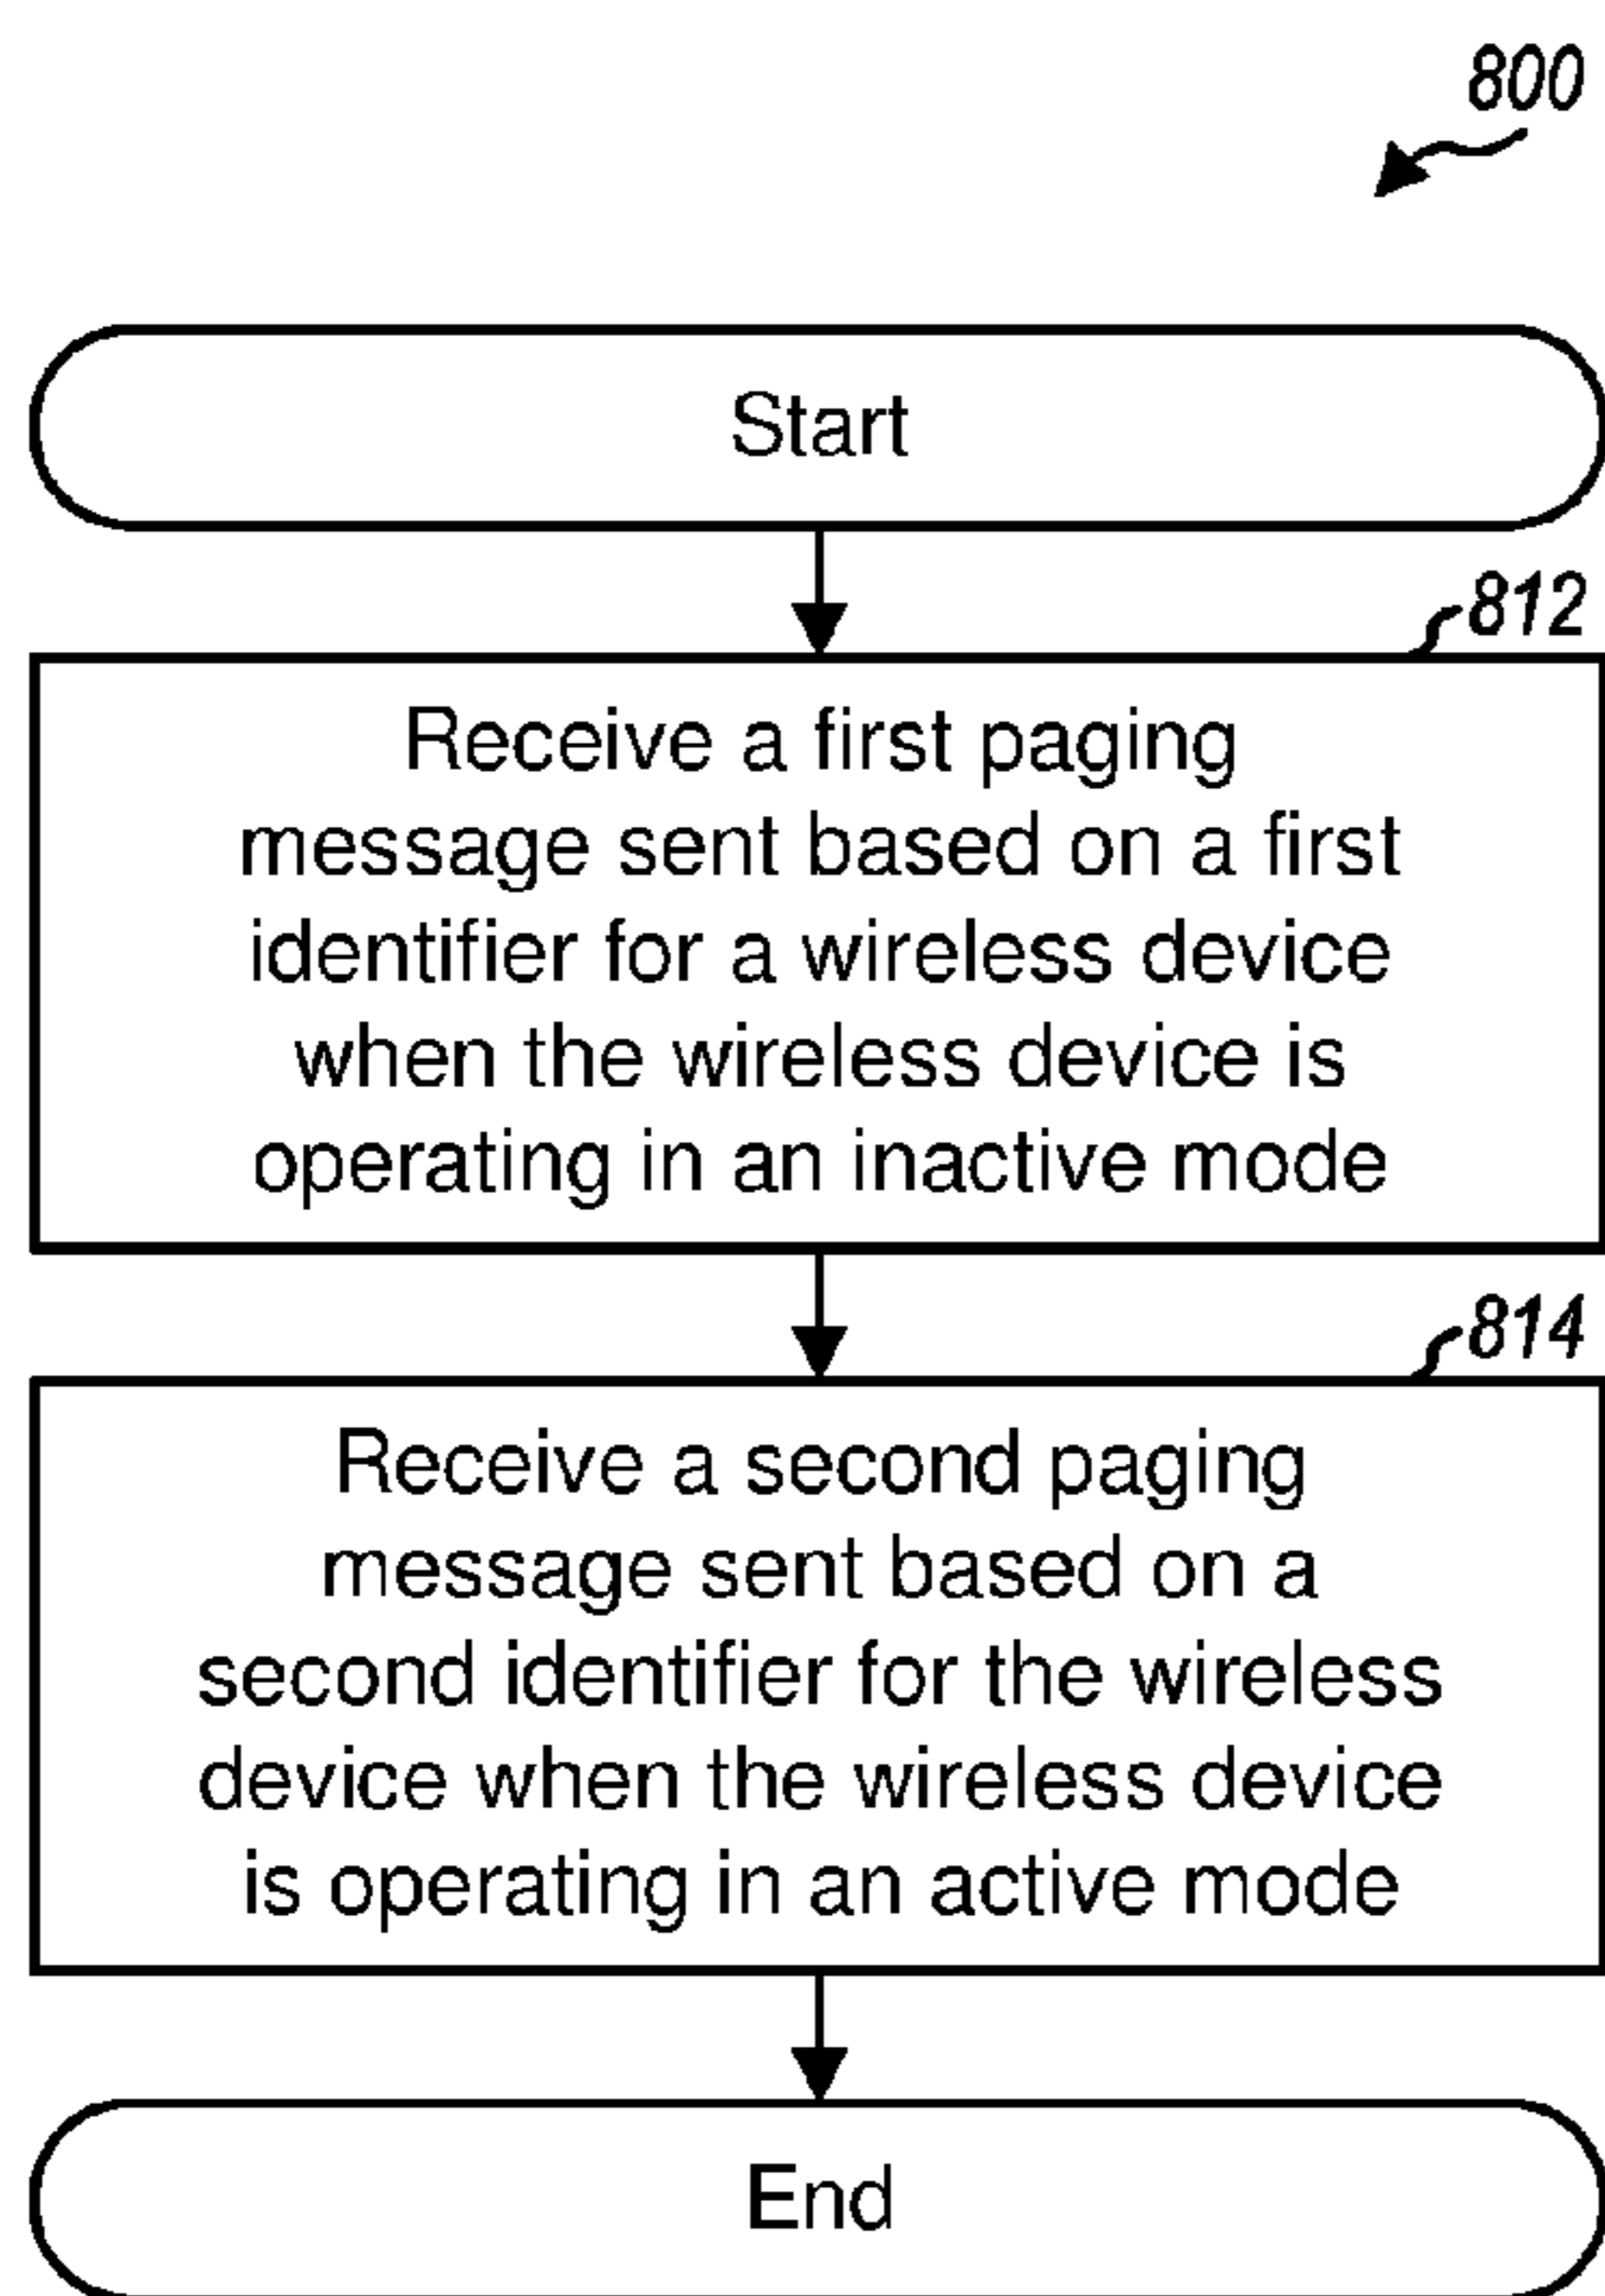 800
Start
812
Receive a first paging
message sent based on a first
identifier for a wireless device
when the wireless device is
operating in an inactive mode
814
Receive a second paging
message sent based on a
second identifier for the wireless
device when the wireless device
is operating in an active mode
End